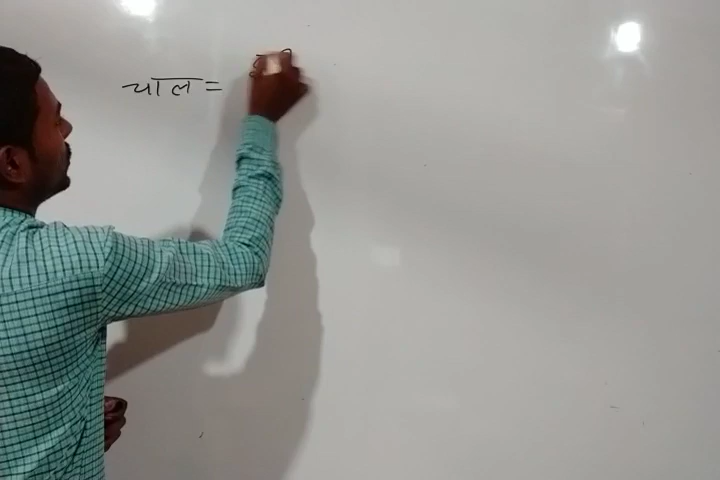 चाल =